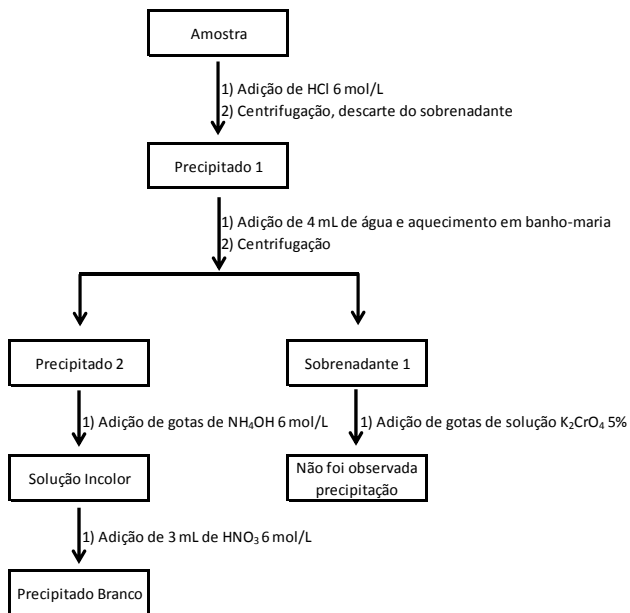 Amostra
1) Adição de HCl 6 mol/L
2) Centrifugação, descarte do sobrenadante
Precipitado 1
1) Adição de 4 mL de água e aquecimento em banho-maria
2) Centrifugação
Precipitado 2
Sobrenadante 1
1) Adição de gotas de NH₄OH 6 mol/L
1) Adição de gotas de solução K₂CrO₄ 5%
Solução Incolor
Não foi observada
precipitação
1) Adição de 3 mL de HNO₃ 6 mol/L
Precipitado Branco